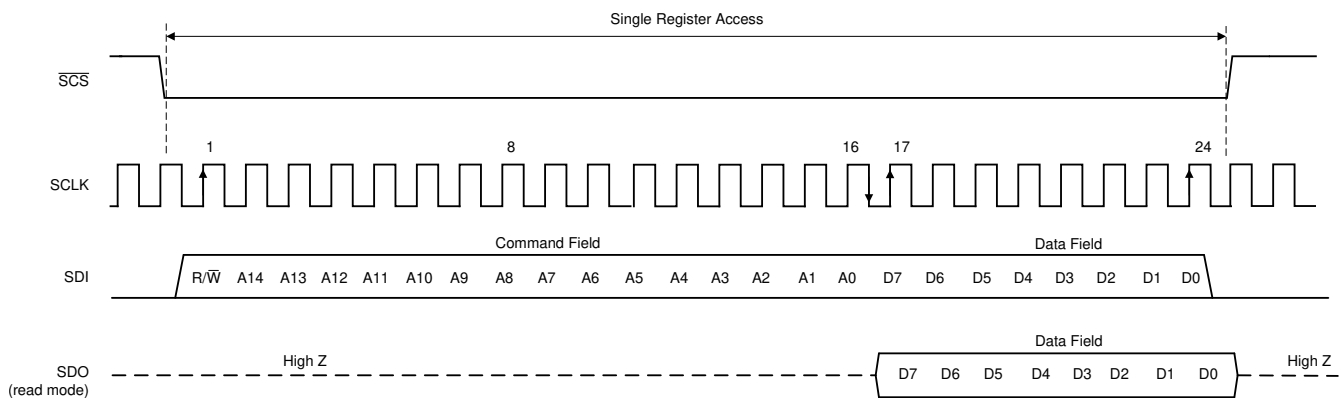 Single Register Access
SCS
1 8 16 17 24
SCLK
Command Field Data Field
SDI R/W A14 A13 A12 A11 A10 A9 A8 A7 A6 A5 A4 A3 A2 A1 A0 D7 D6 D5 D4 D3 D2 D1 D0
Data Field
SDO
(read mode)
High Z D7 D6 D5 D4 D3 D2 D1 D0 High Z